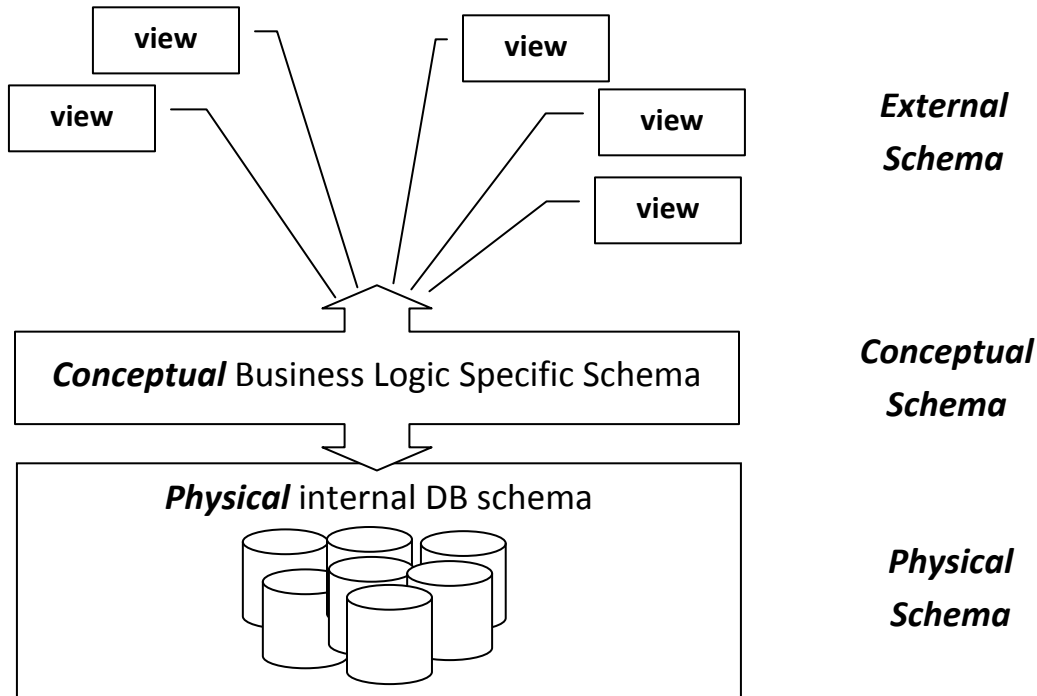 view
view
view
view
view
External
Schema
Conceptual Business Logic Specific Schema
Conceptual
Schema
Physical internal DB schema
Physical
Schema